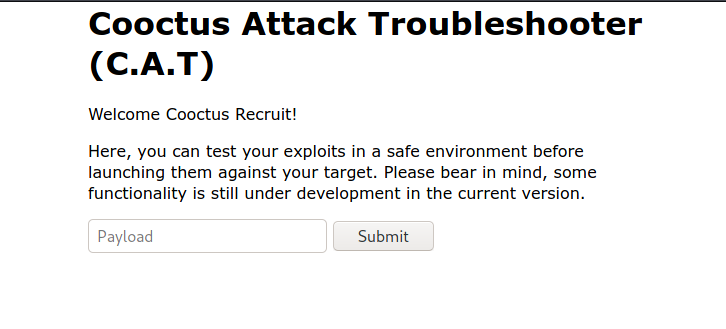 Cooctus Attack Troubleshooter
(C.A.T)
Welcome Cooctus Recruit!
Here, you can test your exploits in a safe environment before
launching them against your target. Please bear in mind, some
functionality is still under development in the current version.
Payload Submit